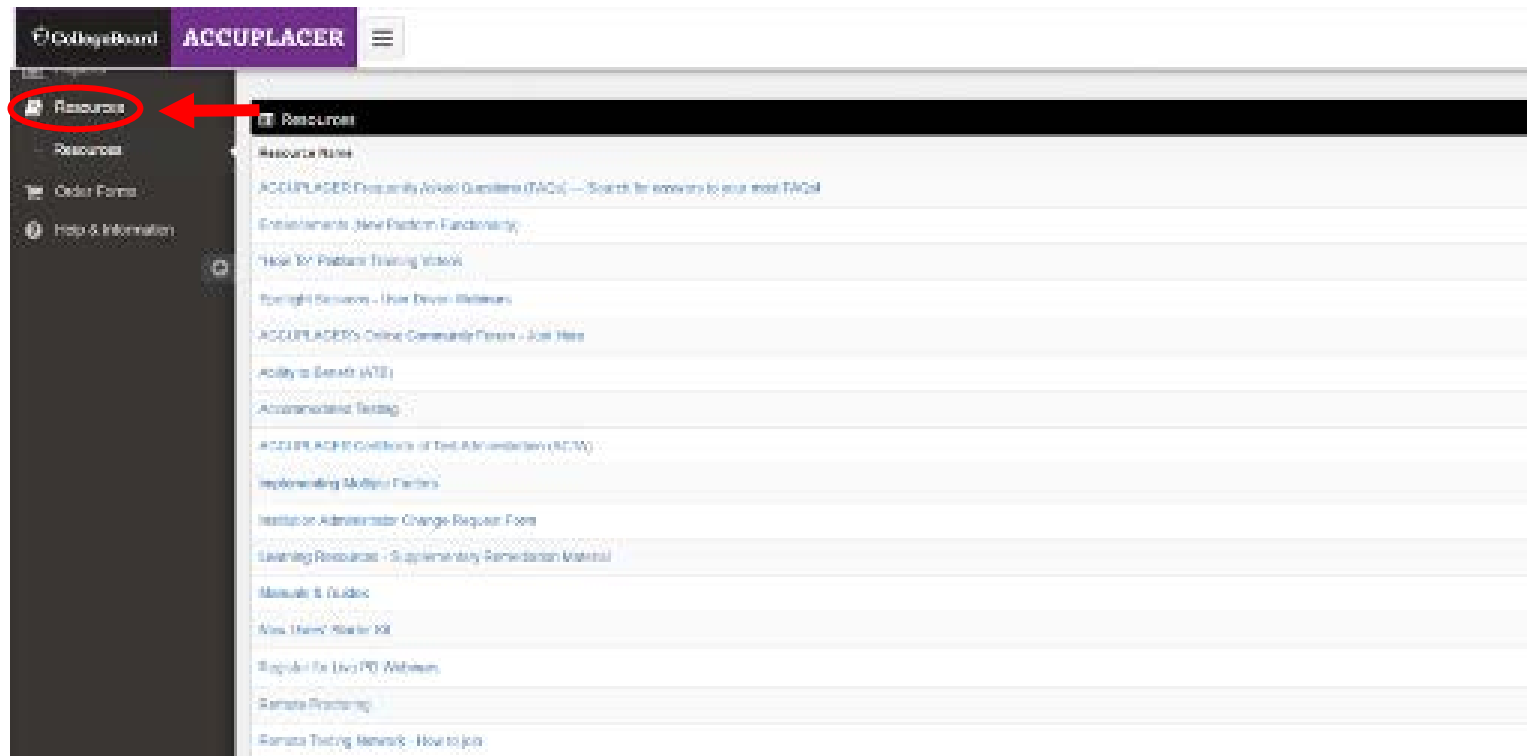 CollegeBoard ACCUPLACER
Reports
Resources
Resources
Order Forms
Help & Information
Resources
Resource Name
ACCUPLACER Frequently Asked Questions (FAQs) — Search for answers to your most FAQs!
Enhancements (New Platform Functionality)
"How To" Platform Training Videos
Spotlight Sessions - User Driven Webinars
ACCUPLACER's Online Community Forum - Join Here
Ability to Benefit (ATB)
Accommodated Testing
ACCUPLACER Certificate of Test Administration (ACTA)
Implementing Multiple Factors
Institution Administrator Change Request Form
Learning Resources - Supplementary Remediation Material
Manuals & Guides
New Users' Starter Kit
Register for Live PD Webinars
Remote Proctoring
Remote Testing Network - How to join